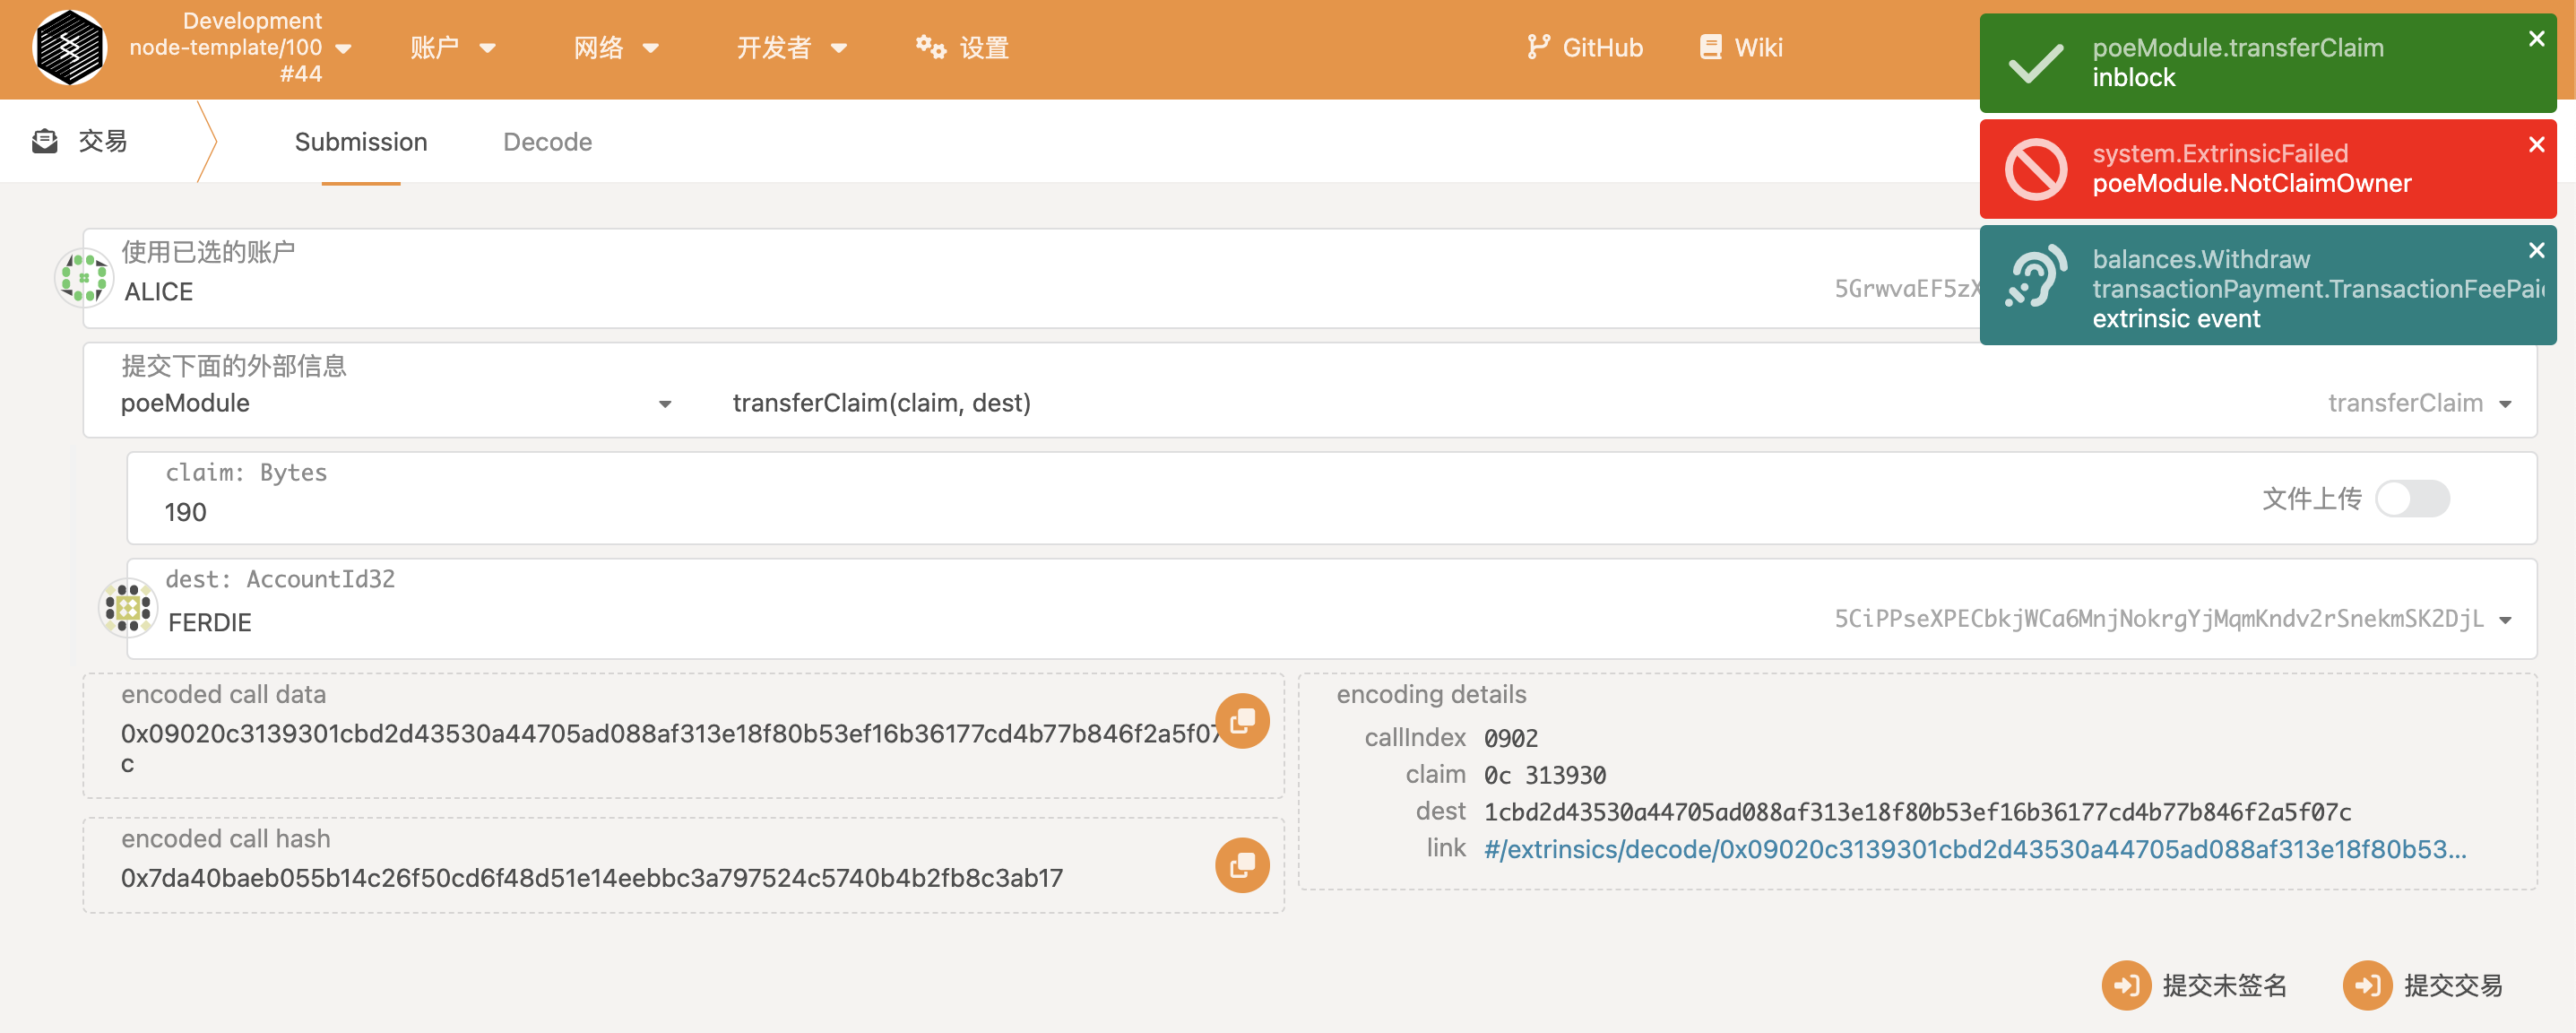 Development
node-template/100
#44
账户
网络
开发者
设置
GitHub
Wiki
poeModule.transferClaim
inblock
system.ExtrinsicFailed
poeModule.NotClaimOwner
balances.Withdraw
transactionPayment.TransactionFeePai
extrinsic event
交易
Submission
Decode
使用已选的账户
ALICE
5GrwvaEF5zX
提交下面的外部信息
poeModule
transferClaim(claim, dest)
transferClaim
claim: Bytes
190
文件上传
dest: AccountId32
FERDIE
5CiPPseXPECbkjWCa6MnjNokrgYjMqmKndv2rSnekmSK2DjL
encoded call data
0x09020c3139301cbd2d43530a44705ad088af313e18f80b53ef16b36177cd4b77b846f2a5f07
c
encoded call hash
0x7da40baeb055b14c26f50cd6f48d51e14eebbc3a797524c5740b4b2fb8c3ab17
encoding details
callIndex 0902
claim 0c 313930
dest 1cbd2d43530a44705ad088af313e18f80b53ef16b36177cd4b77b846f2a5f07c
link #/extrinsics/decode/0x09020c3139301cbd2d43530a44705ad088af313e18f80b53...
提交未签名
提交交易